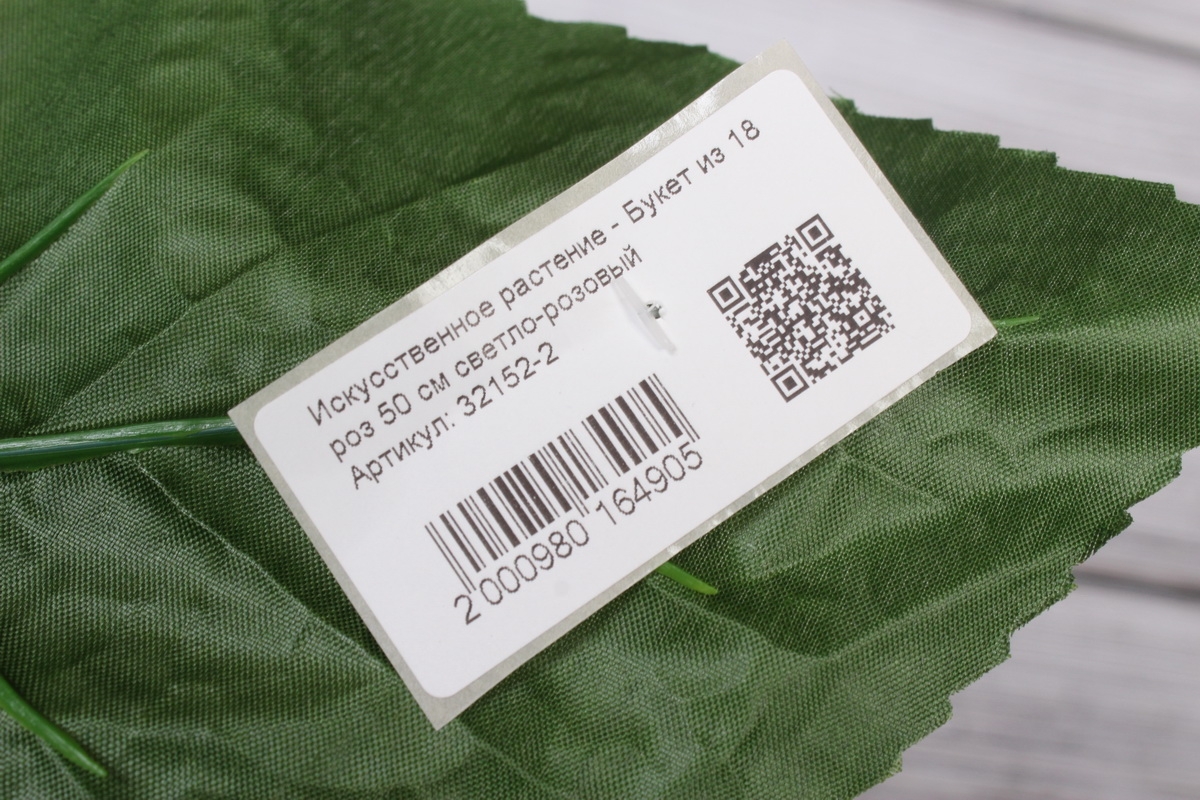 Искусственное растение - Букет из 18
роз 50 см светло-розовый
Артикул: 32152-2
2 000980 164905